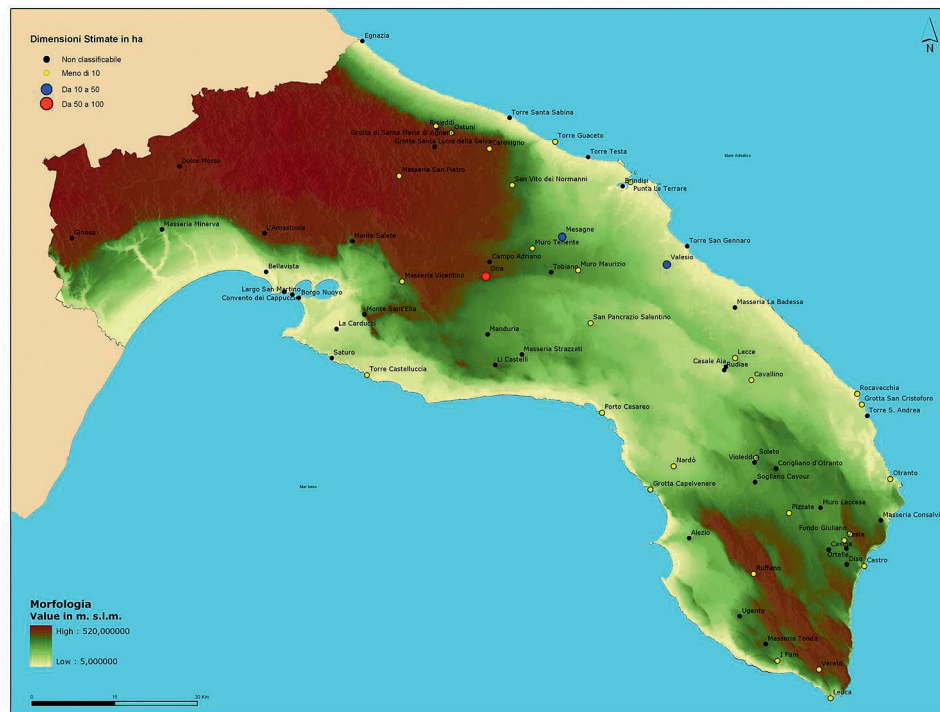 Dimensioni Stimate in ha
Non classificabile
Meno di 10
Da 10 a 50
Da 50 a 100
N
Egnazia
Torre Santa Sabina
Risieddi
Ostuni
Grotta di Santa Maria di Agnano
Grotta Santa Lucia della Selva
Carovigno
Torre Guaceto
Torre Testa
Mare Adriatico
Dolce Morso
Masseria San Pietro
San Vito dei Normanni
Brindisi
Punta Le Terrare
Ginosa
Masseria Minerva
L'Amastuola
Monte Salete
Mesagne
Muro Tenente
Torre San Gennaro
Campo Adriano
Valesio
Bellavista
Oria
Tobiano
Muro Maurizio
Masseria Vicentino
Largo San Martino
Borgo Nuovo
Convento dei Cappucci
Masseria La Badessa
Monte Sant'Elia
San Pancrazio Salentino
La Carducci
Manduria
Masseria Strazzati
Saturo
Li Castelli
Lecce
Casale Aia
Rudiae
Torre Castelluccia
Cavallino
Rocavecchia
Grotta San Cristoforo
Porto Casareo
Torre S. Andrea
Soleto
Violeddo
Nardò
Corigliano d'Otranto
Otranto
Sogliano Cavour
Grotta Capelvenere
Muro Leccese
Pizzate
Masseria Consalvi
Fondo Giuliano
Vaste
Alezio
Ortelle
Diso
Castro
Ruffano
Mar Ionio
Ugento
Masseria Tonda
I Fani
Vereto
Leuca
Morfologia
Value in m. s.l.m.
High : 520,000000
Low : 5,000000
0 15 30 Km